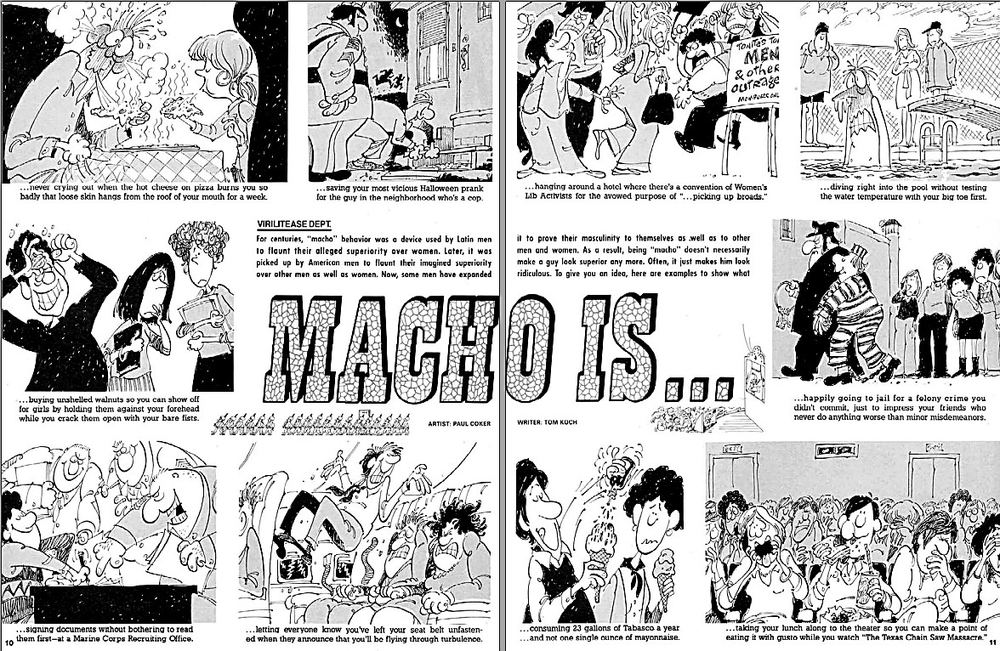 ...never crying out when the hot cheese on pizza burns you so
badly that loose skin hangs from the roof of your mouth for a week.
...saving your most vicious Halloween prank
for the guy in the neighborhood who's a cop.
MEN
& other
OUTRAGES
...hanging around a hotel where there's a convention of Women's
Lib Activists for the avowed purpose of "...picking up broads."
...diving right into the pool without testing
the water temperature with your big toe first.
VIRILITEASE DEPT.
For centuries, "macho" behavior was a device used by Latin men
to flaunt their alleged superiority over women. Later, it was
picked up by American men to flaunt their imagined superiority
over other men as well as women. Now, some men have expanded
it to prove their masculinity to themselves as well as to other
men and women. As a result, being "macho" doesn't necessarily
make a guy look superior any more. Often, it just makes him look
ridiculous. To give you an idea, here are examples to show what
MACHO IS...
ARTIST: PAUL COKER
WRITER: TOM KOCH
...buying unshelled walnuts so you can show off
for girls by holding them against your forehead
while you crack them open with your bare fists.
...happily going to jail for a felony crime you
didn't commit, just to impress your friends who
never do anything worse than minor misdemeanors.
...signing documents without bothering to read
them first—at a Marine Corps Recruiting Office.
...letting everyone know you've left your seat belt unfasten-
ed when they announce that you'll be flying through turbulence.
...consuming 23 gallons of Tabasco a year
...and not one single ounce of mayonnaise.
...taking your lunch along to the theater so you can make a point of
eating it with gusto while you watch "The Texas Chain Saw Massacre."
10
11